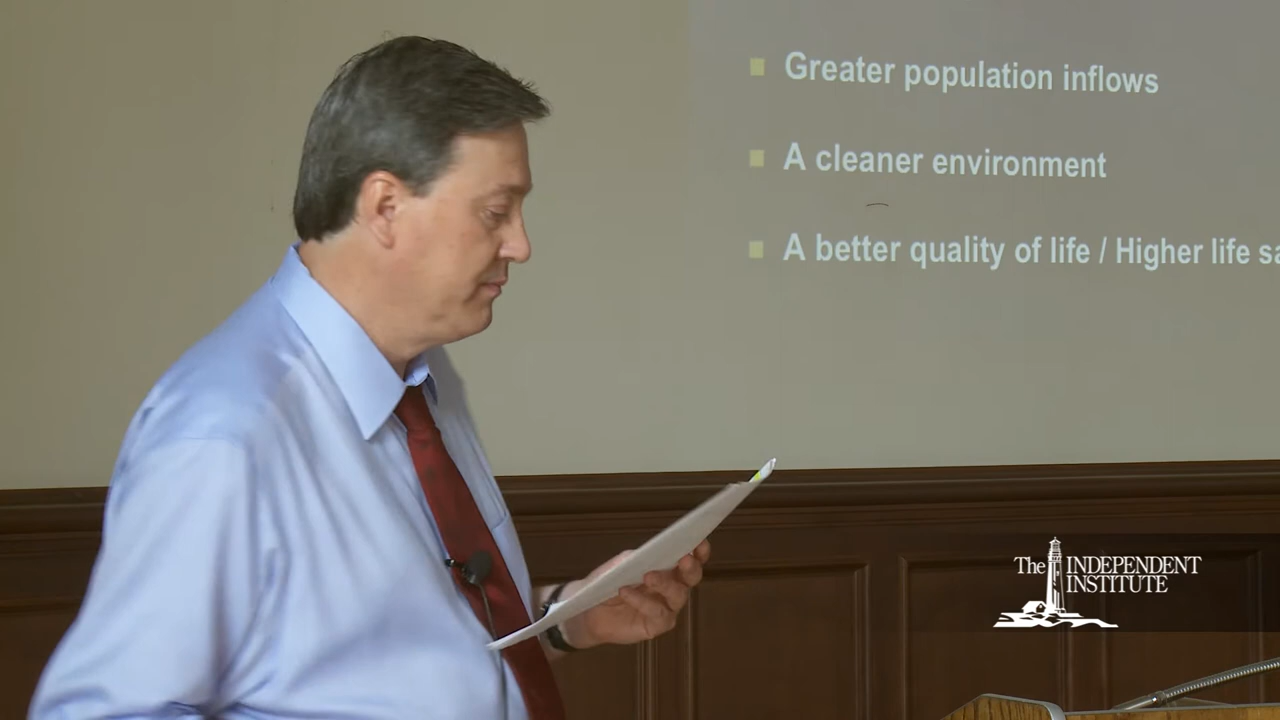 Greater population inflows
A cleaner environment
A better quality of life / Higher life sa
The INDEPENDENT
INSTITUTE